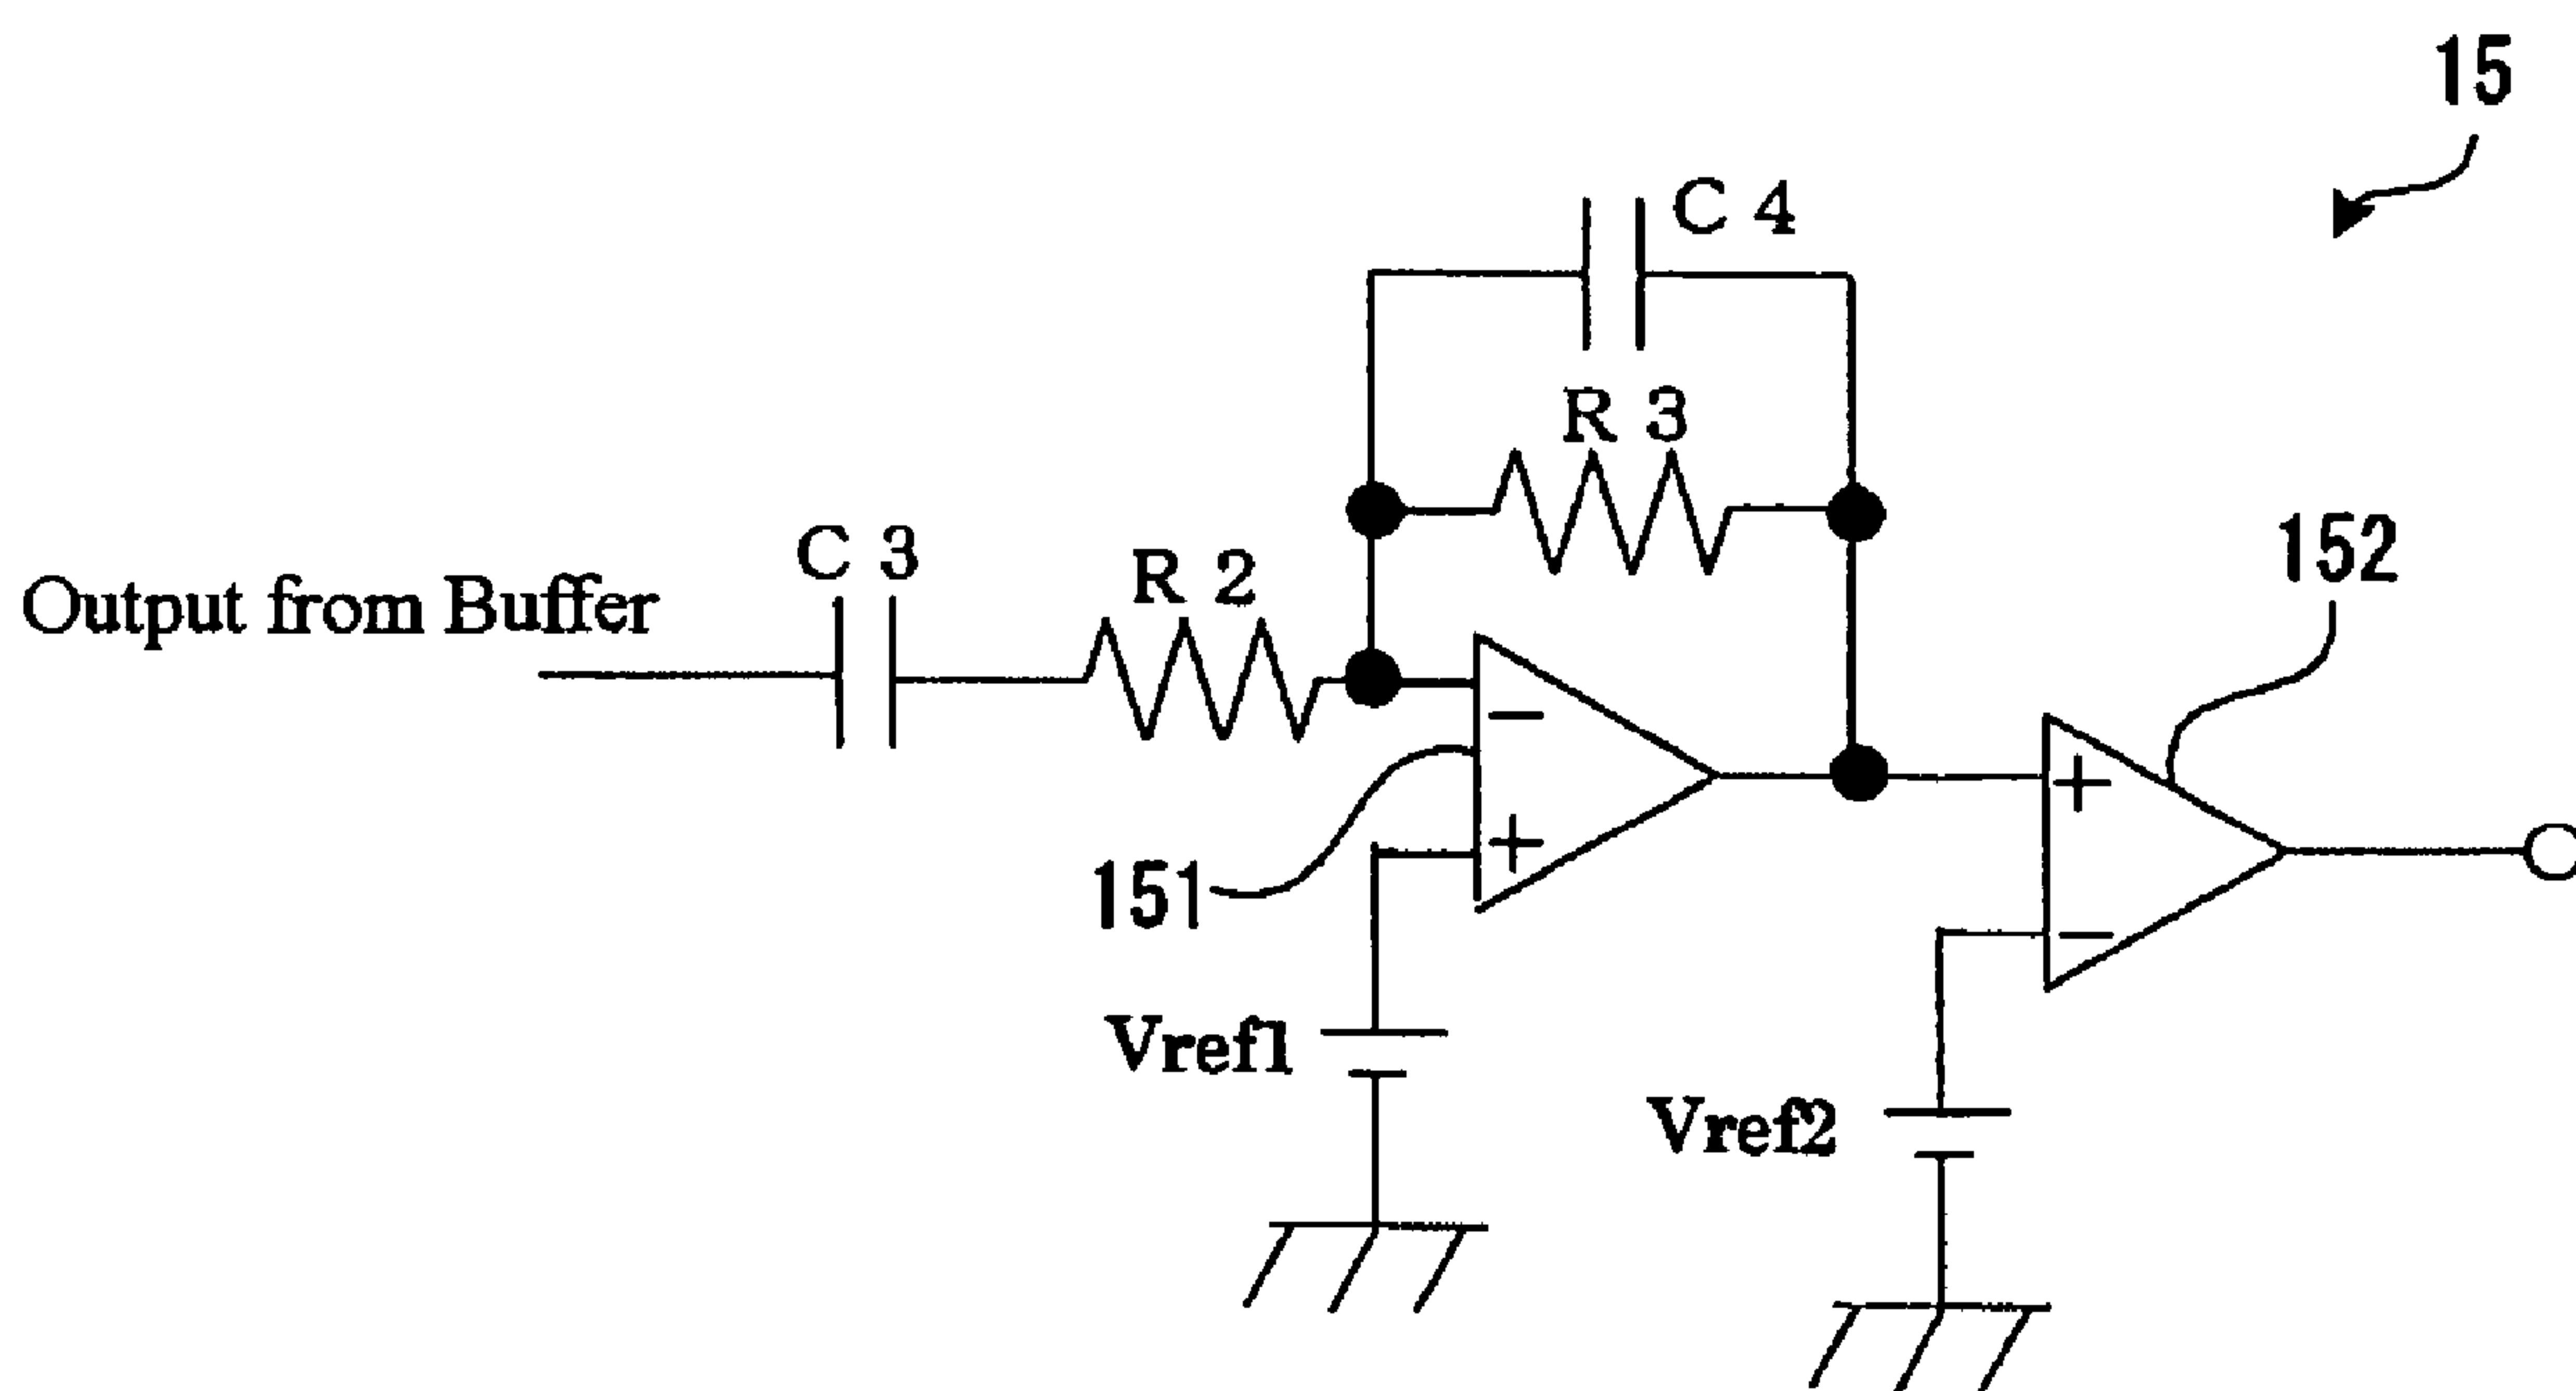 15
C 4
R 3
C 3
R 2
152
Output from Buffer
−
+
+
−
151
Vref1
Vref2